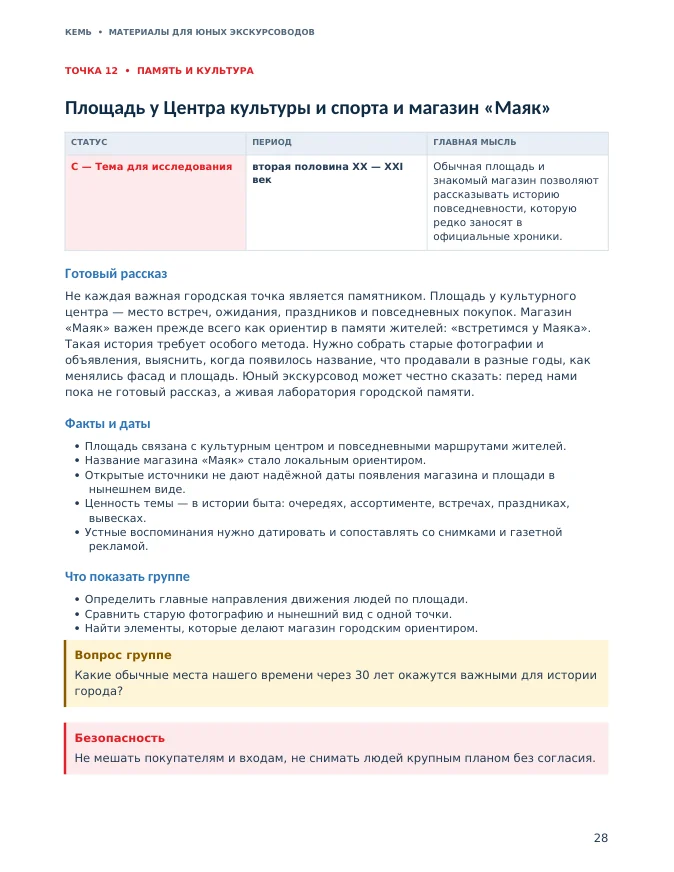 КЕМЬ • МАТЕРИАЛЫ ДЛЯ ЮНЫХ ЭКСКУРСОВОДОВ
ТОЧКА 12 • ПАМЯТЬ И КУЛЬТУРА
Площадь у Центра культуры и спорта и магазин «Маяк»
СТАТУС
ПЕРИОД
ГЛАВНАЯ МЫСЛЬ
С — Тема для исследования
вторая половина XX — XXI
век
Обычная площадь и
знакомый магазин позволяют
рассказывать историю
повседневности, которую
редко заносят в
официальные хроники.
Готовый рассказ
Не каждая важная городская точка является памятником. Площадь у культурного
центра — место встреч, ожидания, праздников и повседневных покупок. Магазин
«Маяк» важен прежде всего как ориентир в памяти жителей: «встретимся у Маяка».
Такая история требует особого метода. Нужно собрать старые фотографии и
объявления, выяснить, когда появилось название, что продавали в разные годы, как
менялись фасад и площадь. Юный экскурсовод может честно сказать: перед нами
пока не готовый рассказ, а живая лаборатория городской памяти.
Факты и даты
• Площадь связана с культурным центром и повседневными маршрутами жителей.
• Название магазина «Маяк» стало локальным ориентиром.
• Открытые источники не дают надёжной даты появления магазина и площади в
нынешнем виде.
• Ценность темы — в истории быта: очередях, ассортименте, встречах, праздниках,
вывесках.
• Устные воспоминания нужно датировать и сопоставлять со снимками и газетной
рекламой.
Что показать группе
• Определить главные направления движения людей по площади.
• Сравнить старую фотографию и нынешний вид с одной точки.
• Найти элементы, которые делают магазин городским ориентиром.
Вопрос группе
Какие обычные места нашего времени через 30 лет окажутся важными для истории
города?
Безопасность
Не мешать покупателям и входам, не снимать людей крупным планом без согласия.
28